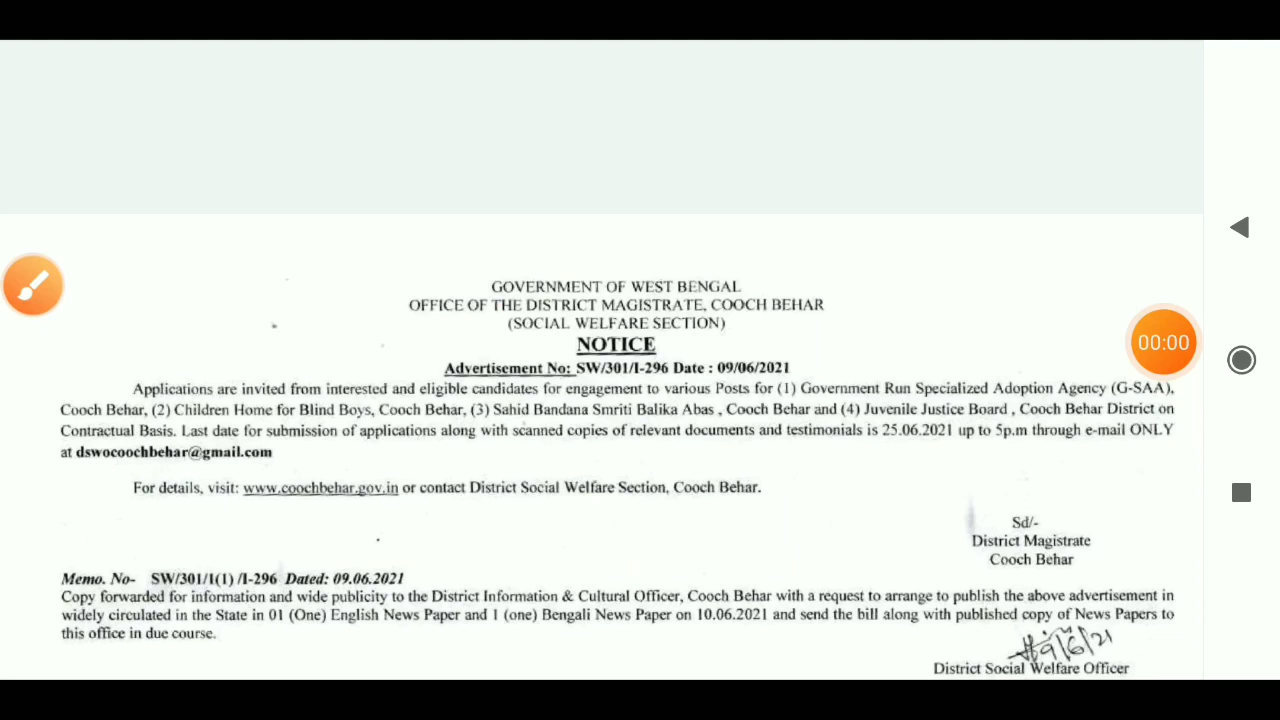 GOVERNMENT OF WEST BENGAL
OFFICE OF THE DISTRICT MAGISTRATE, COOCH BEHAR
(SOCIAL WELFARE SECTION)
NOTICE
Advertisement No: SW/301/I-296 Date : 09/06/2021
Applications are invited from interested and eligible candidates for engagement to various Posts for (1) Government Run Specialized Adoption Agency (G-SAA),
Cooch Behar, (2) Children Home for Blind Boys, Cooch Behar, (3) Sahid Bandana Smriti Balika Abas , Cooch Behar and (4) Juvenile Justice Board , Cooch Behar District on
Contractual Basis. Last date for submission of applications along with scanned copies of relevant documents and testimonials is 25.06.2021 up to 5p.m through e-mail ONLY
at dswocoochbehar@gmail.com
For details, visit: www.coochbehar.gov.in or contact District Social Welfare Section, Cooch Behar.
Sd/-
District Magistrate
Cooch Behar
Memo. No- SW/301/1(1) /I-296 Dated: 09.06.2021
Copy forwarded for information and wide publicity to the District Information & Cultural Officer, Cooch Behar with a request to arrange to publish the above advertisement in
widely circulated in the State in 01 (One) English News Paper and 1 (one) Bengali News Paper on 10.06.2021 and send the bill along with published copy of News Papers to
this office in due course.
9/6/21
District Social Welfare Officer
00:00